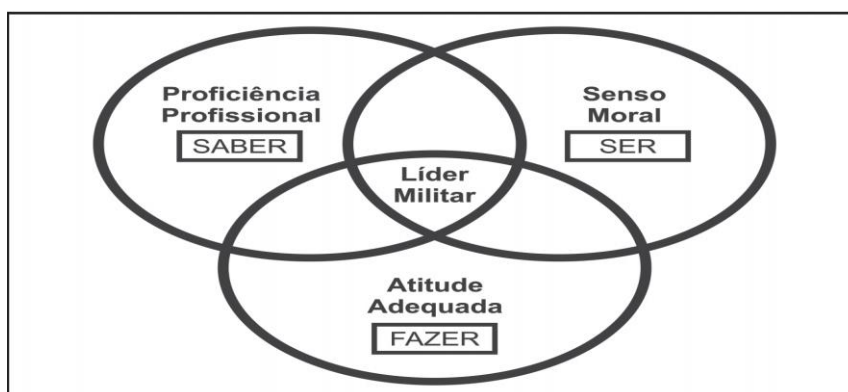 Proficiência
Profissional
SABER
Senso
Moral
SER
Líder
Militar
Atitude
Adequada
FAZER